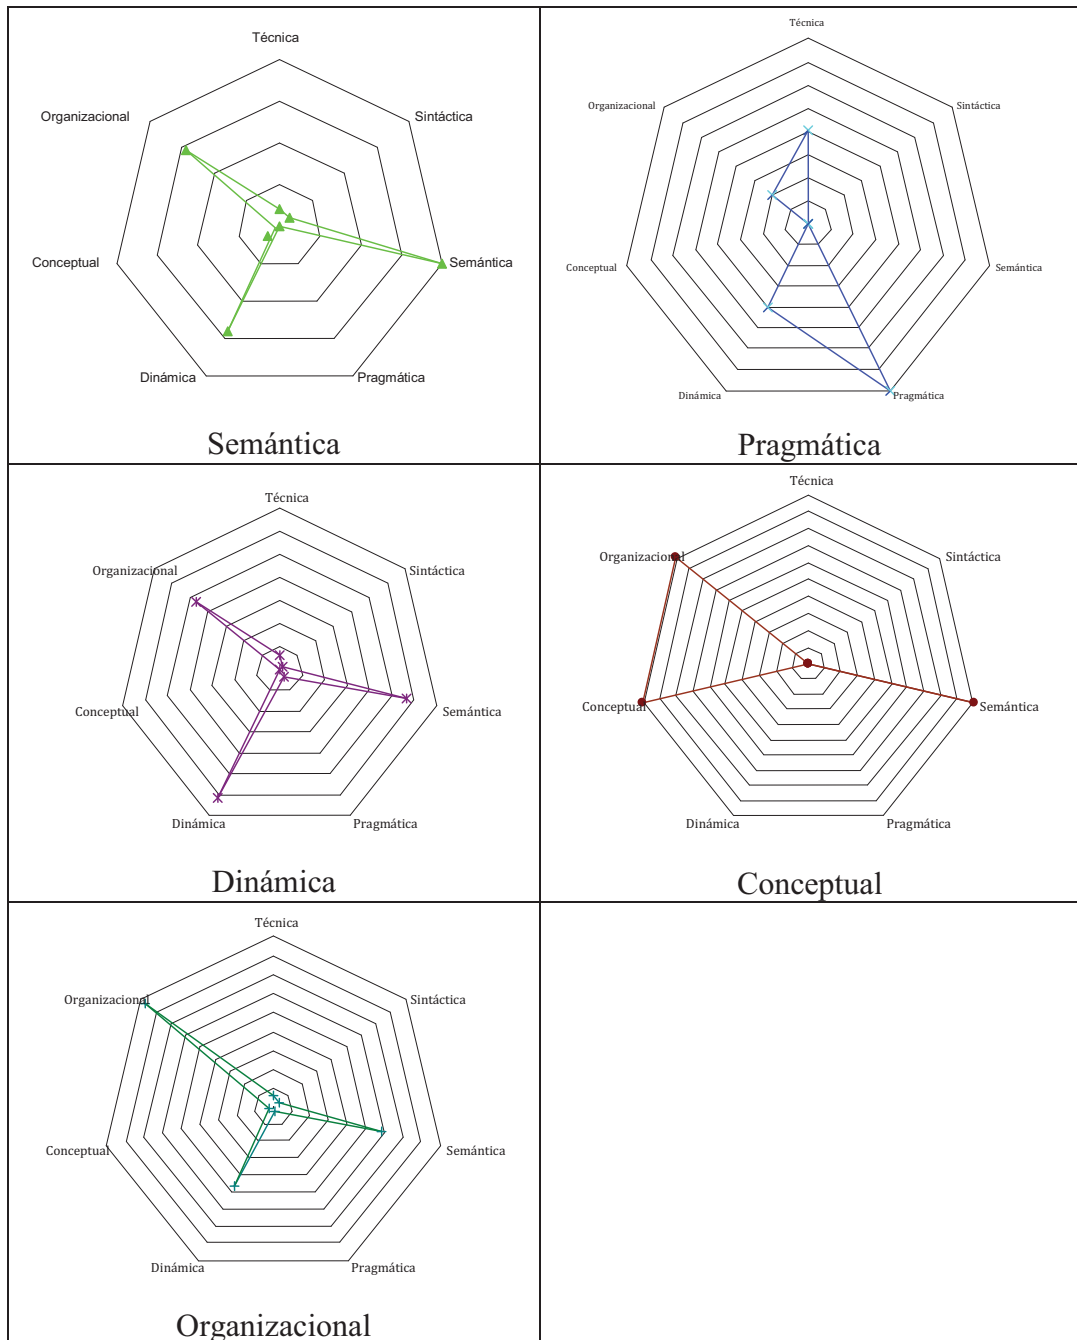 Técnica
Organizacional
Sintáctica
Conceptual
Semántica
Dinámica
Pragmática
Semántica
Técnica
Organizacional
Sintáctica
Conceptual
Semántica
Dinámica
Pragmática
Pragmática
Técnica
Organizacional
Sintáctica
Conceptual
Semántica
Dinámica
Pragmática
Dinámica
Técnica
Organizacional
Sintáctica
Conceptual
Semántica
Dinámica
Pragmática
Conceptual
Técnica
Organizacional
Sintáctica
Conceptual
Semántica
Dinámica
Pragmática
Organizacional